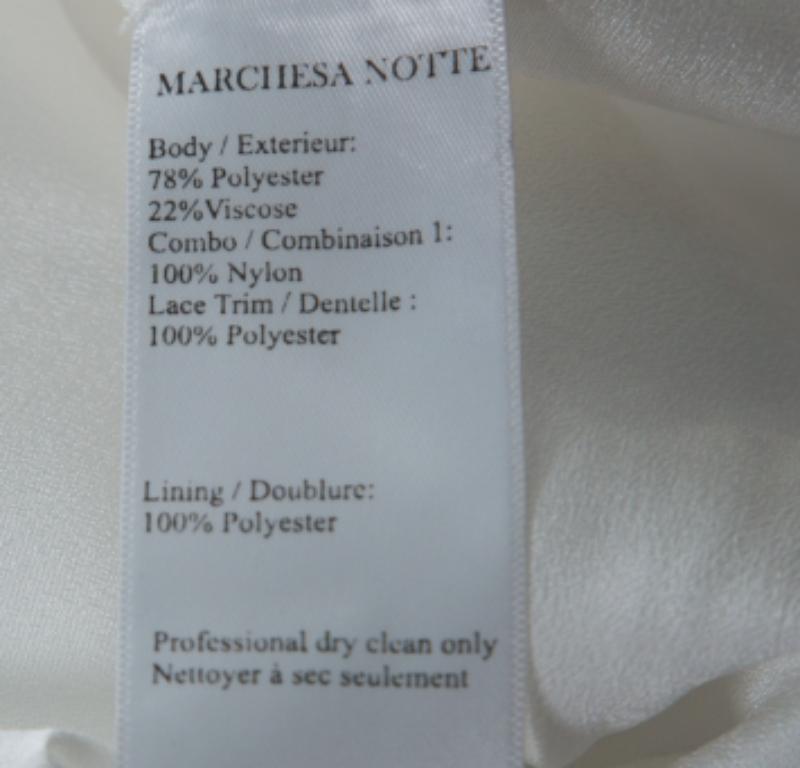 MARCHESA NOTTE
Body / Exterieur:
78% Polyester
22%Viscose
Combo / Combinaison 1:
100% Nylon
Lace Trim / Dentelle :
100% Polyester
Lining / Doublure:
100% Polyester
Professional dry clean only
Nettoyer à sec seulement